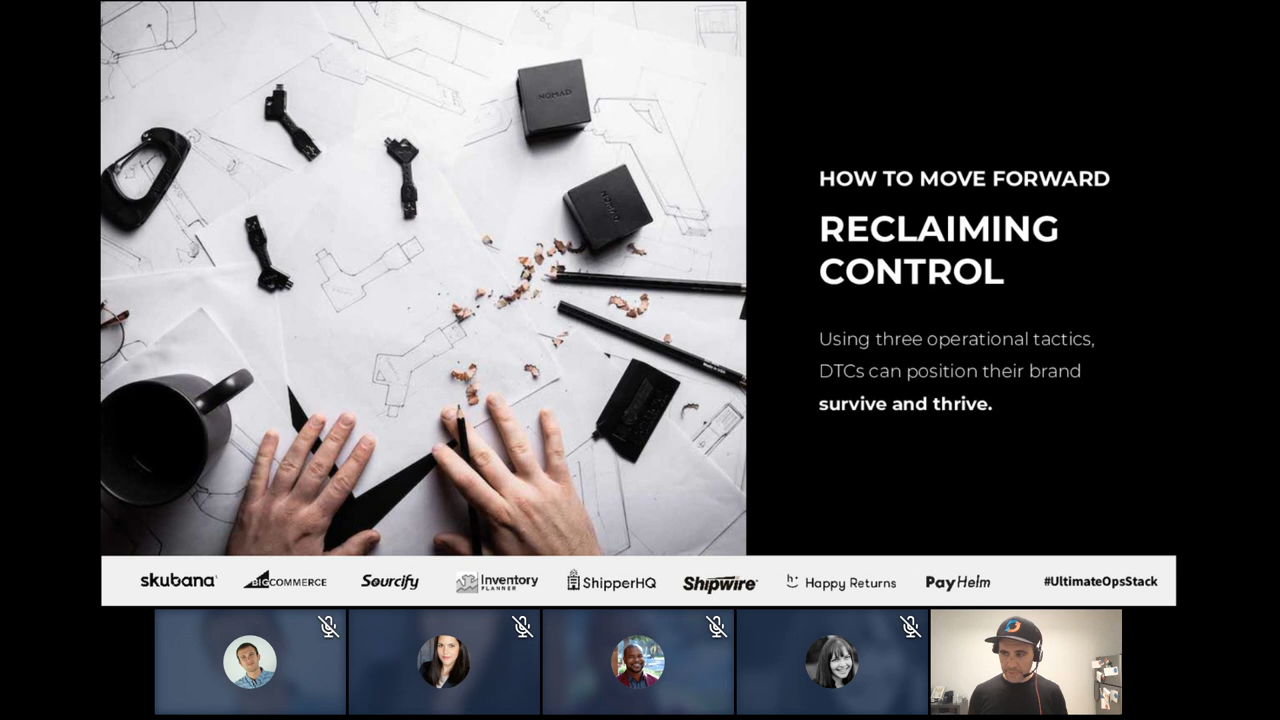 NOMAD
HOW TO MOVE FORWARD
RECLAIMING
CONTROL
Using three operational tactics,
DTCs can position their brand
survive and thrive.
skubana
BIGCOMMERCE
Sourcify
Inventory
PLANNER
ShipperHQ
Shipwire
Happy Returns
PayHelm
#UltimateOpsStack